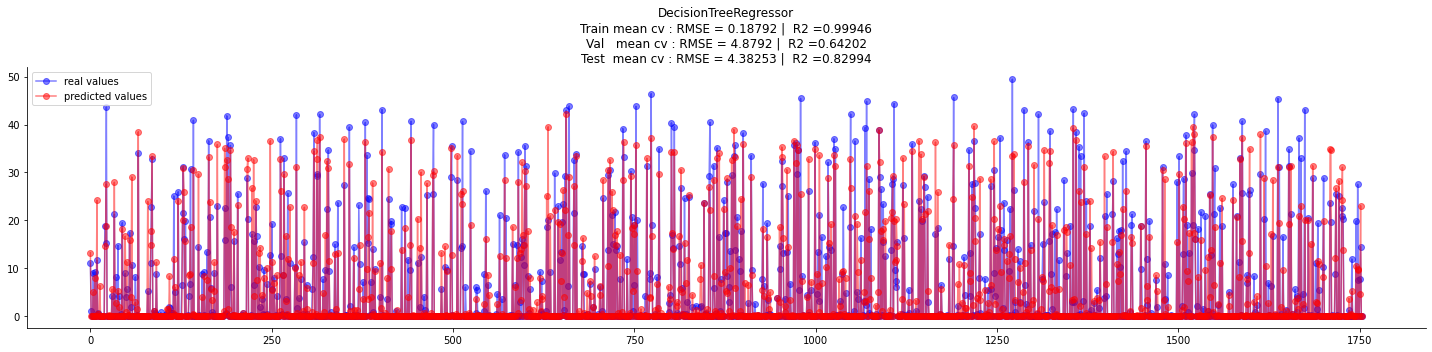 DecisionTreeRegressor
Train mean cv : RMSE = 0.18792 | R2 =0.99946
Val mean cv : RMSE = 4.8792 | R2 =0.64202
Test mean cv : RMSE = 4.38253 | R2 =0.82994
real values
predicted values
50
40
30
20
10
0
0 250 500 750 1000 1250 1500 1750